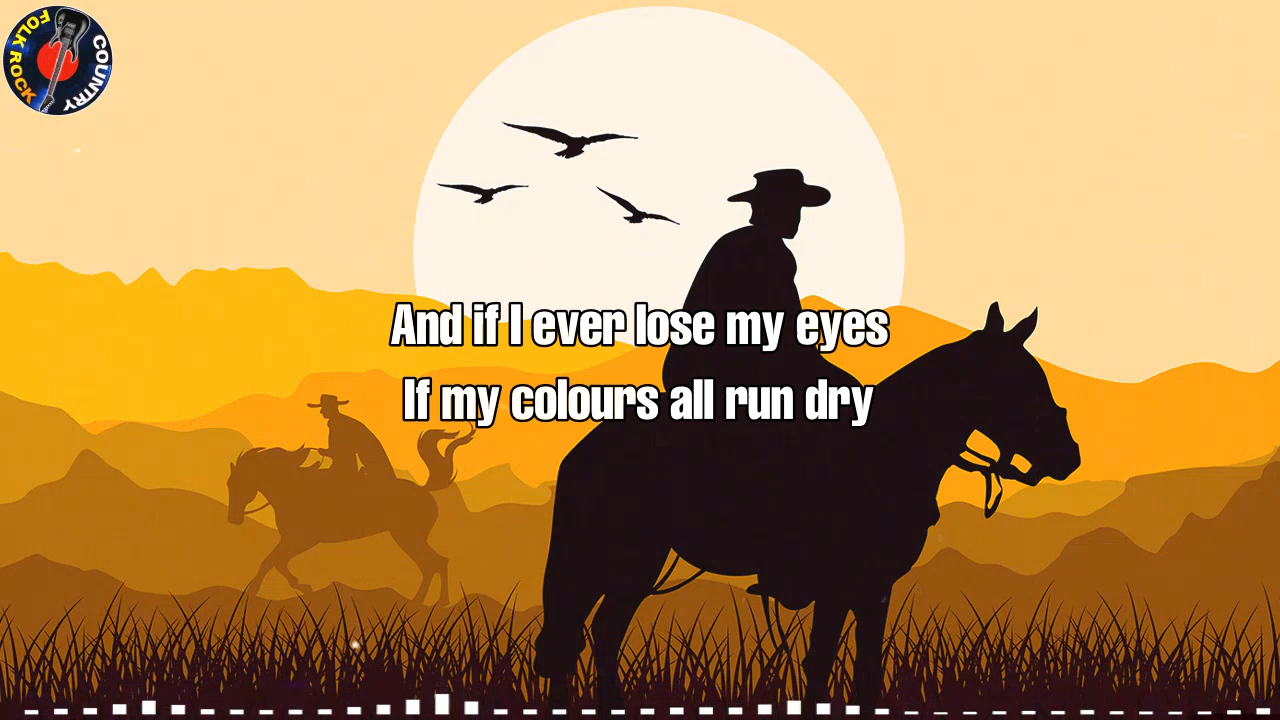 FOLK ROCK
COUNTRY
And if I ever lose my eyes
If my colours all run dry